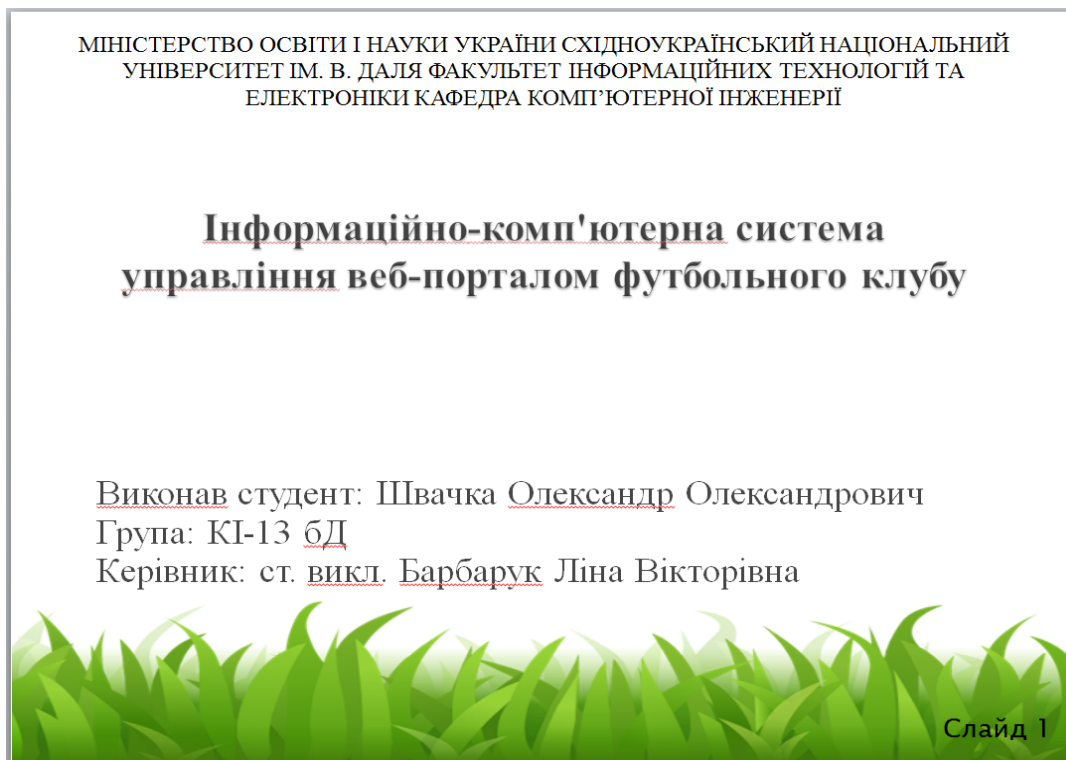 МІНІСТЕРСТВО ОСВІТИ І НАУКИ УКРАЇНИ СХІДНОУКРАЇНСЬКИЙ НАЦІОНАЛЬНИЙ
УНІВЕРСИТЕТ ІМ. В. ДАЛЯ ФАКУЛЬТЕТ ІНФОРМАЦІЙНИХ ТЕХНОЛОГІЙ ТА
ЕЛЕКТРОНІКИ КАФЕДРА КОМП’ЮТЕРНОЇ ІНЖЕНЕРІЇ
Інформаційно-комп'ютерна система
управління веб-порталом футбольного клубу
Виконав студент: Швачка Олександр Олександрович
Група: КІ-13 бД
Керівник: ст. викл. Барбарук Ліна Вікторівна
Слайд 1